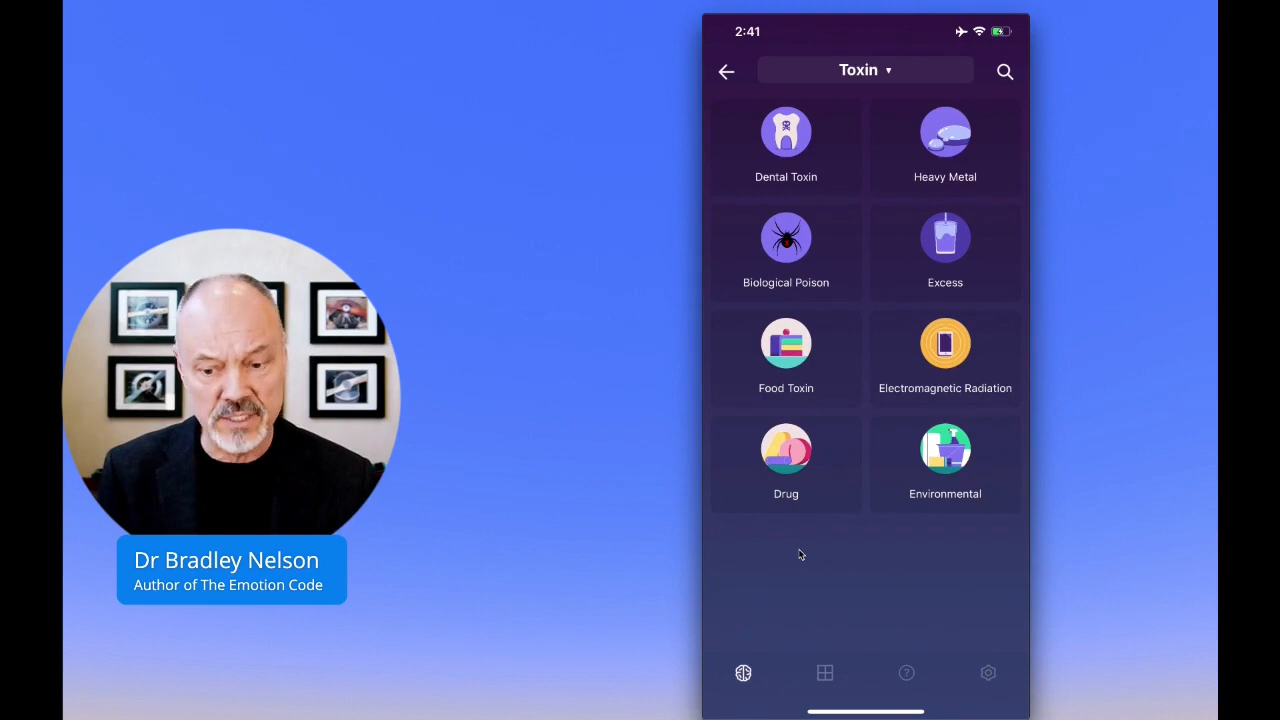 2:41
Toxin ▼
Dental Toxin
Heavy Metal
Biological Poison
Excess
Food Toxin
Electromagnetic Radiation
Drug
Environmental
Dr Bradley Nelson
Author of The Emotion Code